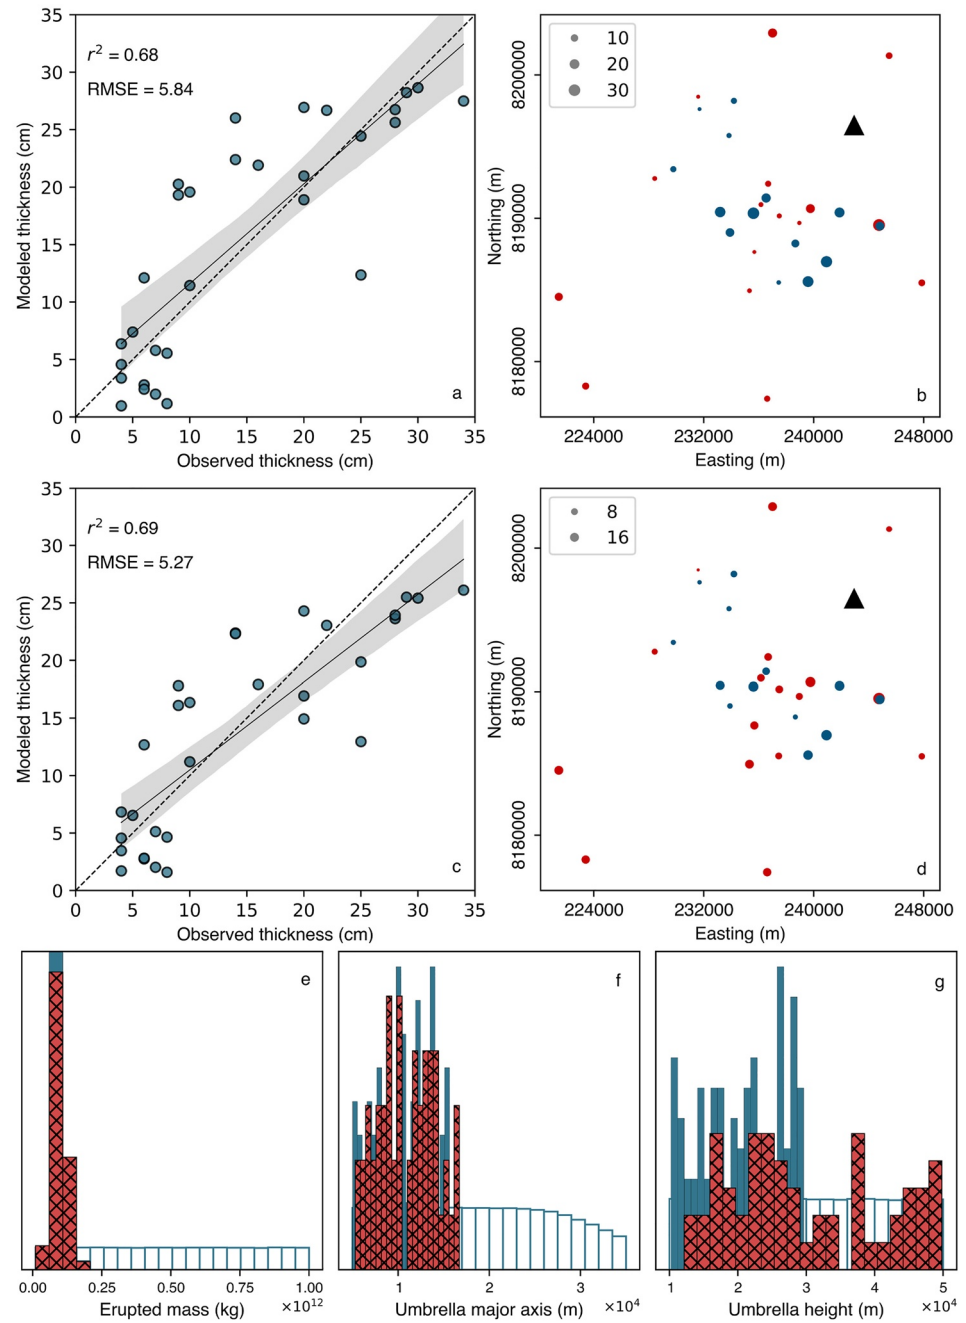 r² = 0.68
RMSE = 5.84
35
30
25
20
15
10
5
0
Modeled thickness (cm)
0 5 10 15 20 25 30 35
Observed thickness (cm)
a
10
20
30
8200000
8190000
8180000
Northing (m)
224000 232000 240000 248000
Easting (m)
b
r² = 0.69
RMSE = 5.27
35
30
25
20
15
10
5
0
Modeled thickness (cm)
0 5 10 15 20 25 30 35
Observed thickness (cm)
c
8
16
8200000
8190000
8180000
Northing (m)
224000 232000 240000 248000
Easting (m)
d
e
0.00 0.25 0.50 0.75 1.00
Erupted mass (kg) ×10¹²
f
1 2 3
Umbrella major axis (m) ×10⁴
g
1 2 3 4 5
Umbrella height (m) ×10⁴